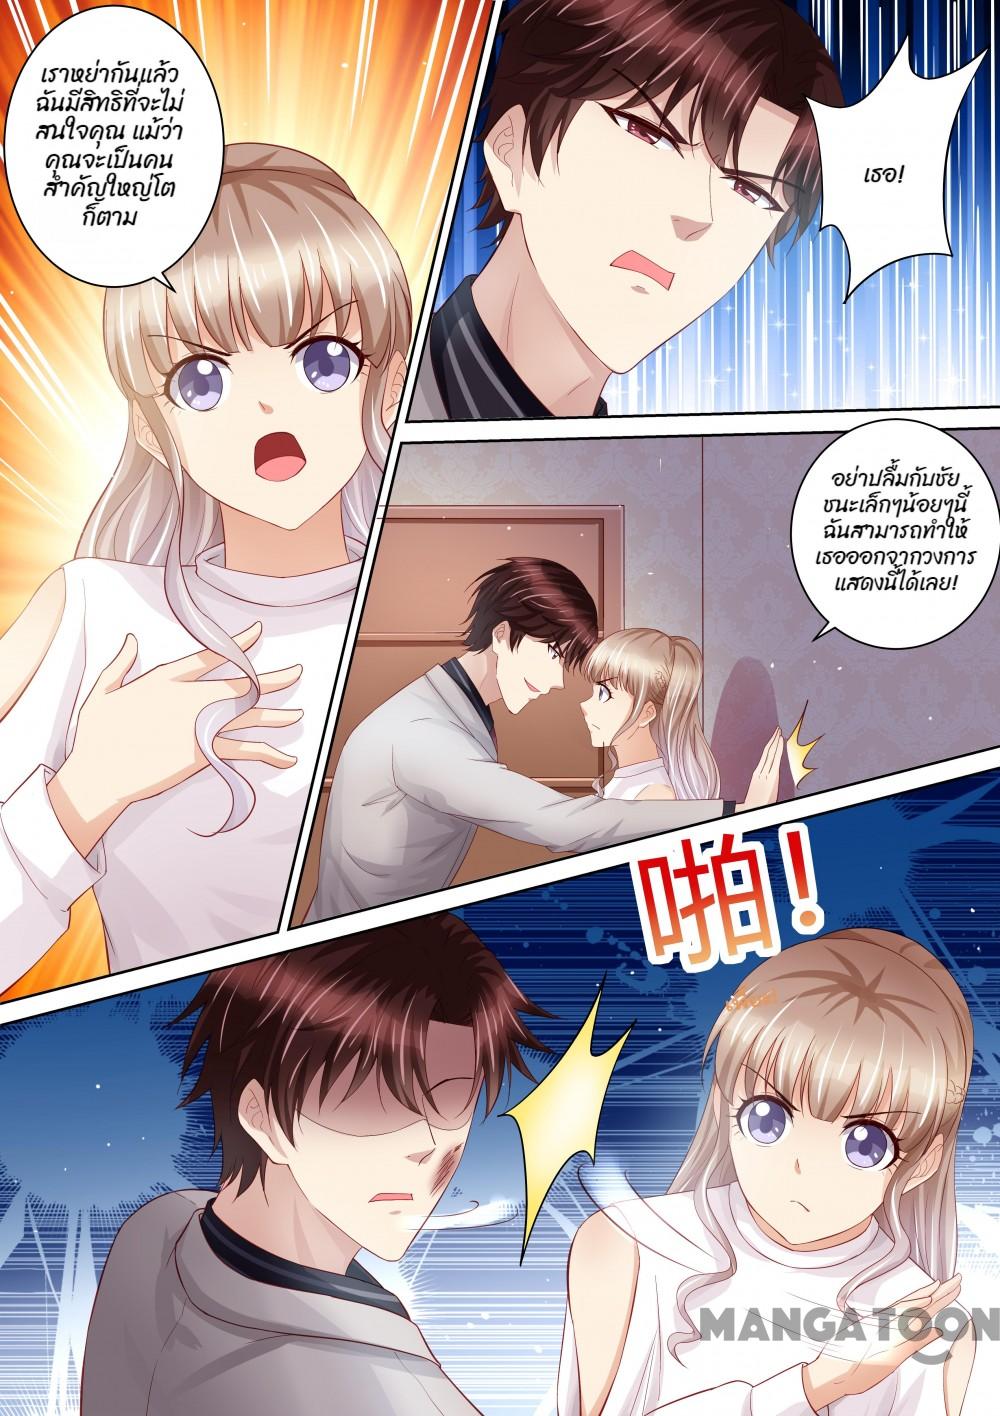 เราหย่ากันแล้ว
ฉันมีสิทธิที่จะไม่
สนใจคุณ แม้ว่า
คุณจะเป็นคน
สำคัญใหญ่โต
ก็ตาม
เธอ!
อย่าปลื้มกับชัย
ชนะเล็กๆน้อยๆนี้
ฉันสามารถทำให้
เธอออกจากวงการ
แสดงนี้ได้เลย!
啪!
MANGATOON